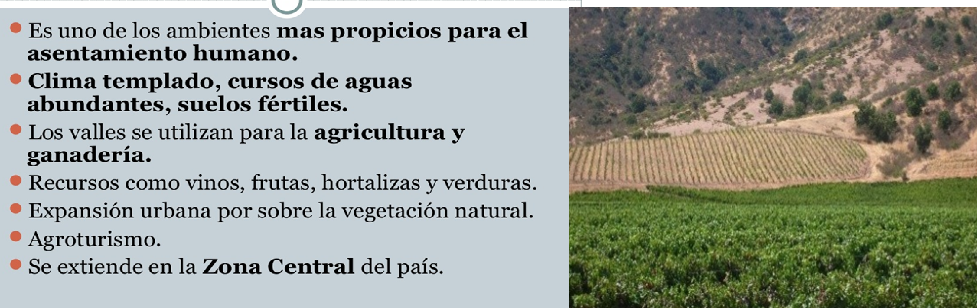 Es uno de los ambientes mas propicios para el
asentamiento humano.
Clima templado, cursos de aguas
abundantes, suelos fértiles.
Los valles se utilizan para la agricultura y
ganadería.
Recursos como vinos, frutas, hortalizas y verduras.
Expansión urbana por sobre la vegetación natural.
Agroturismo.
Se extiende en la Zona Central del país.